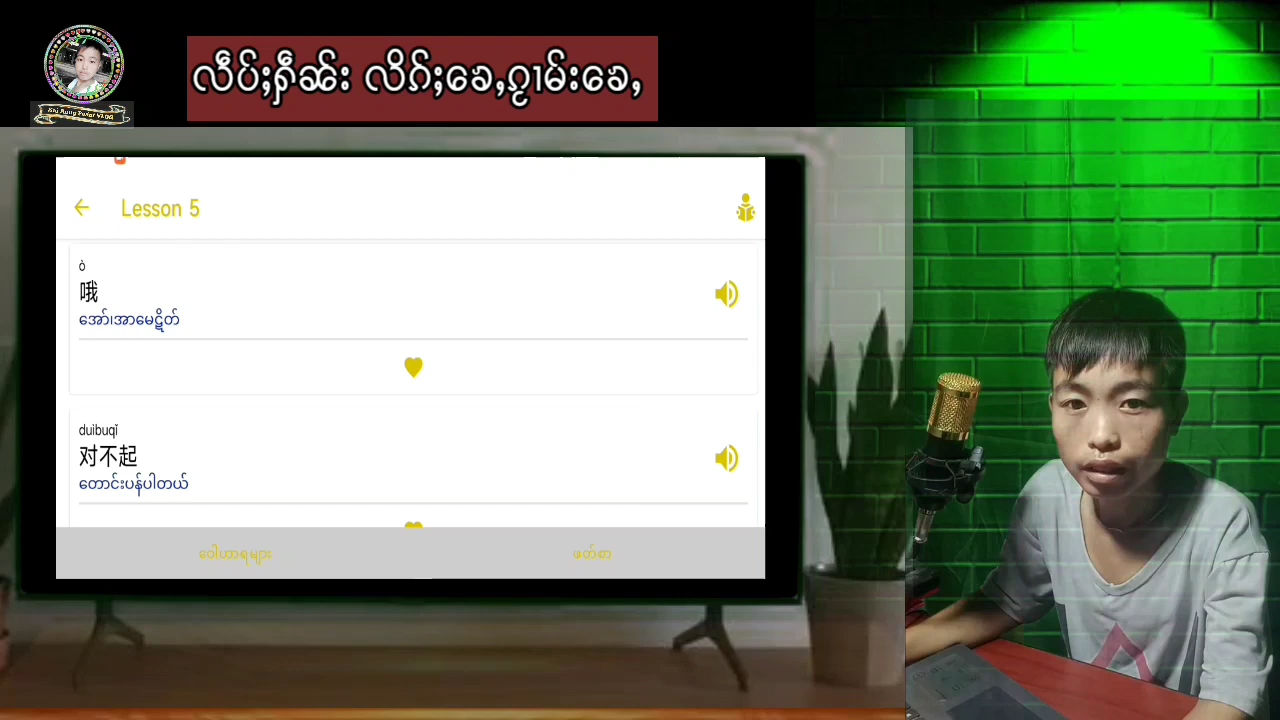 လဵပ်ႈႁဵၼ်း လိၵ်ႈၶေႇၵႂၢမ်းၶေႇ
Lesson 5
ò
哦
အော်၊အာမေဋိတ်
duìbuqǐ
对不起
တောင်းပန်ပါတယ်
ဝေါဟာရများ
ဖတ်စာ